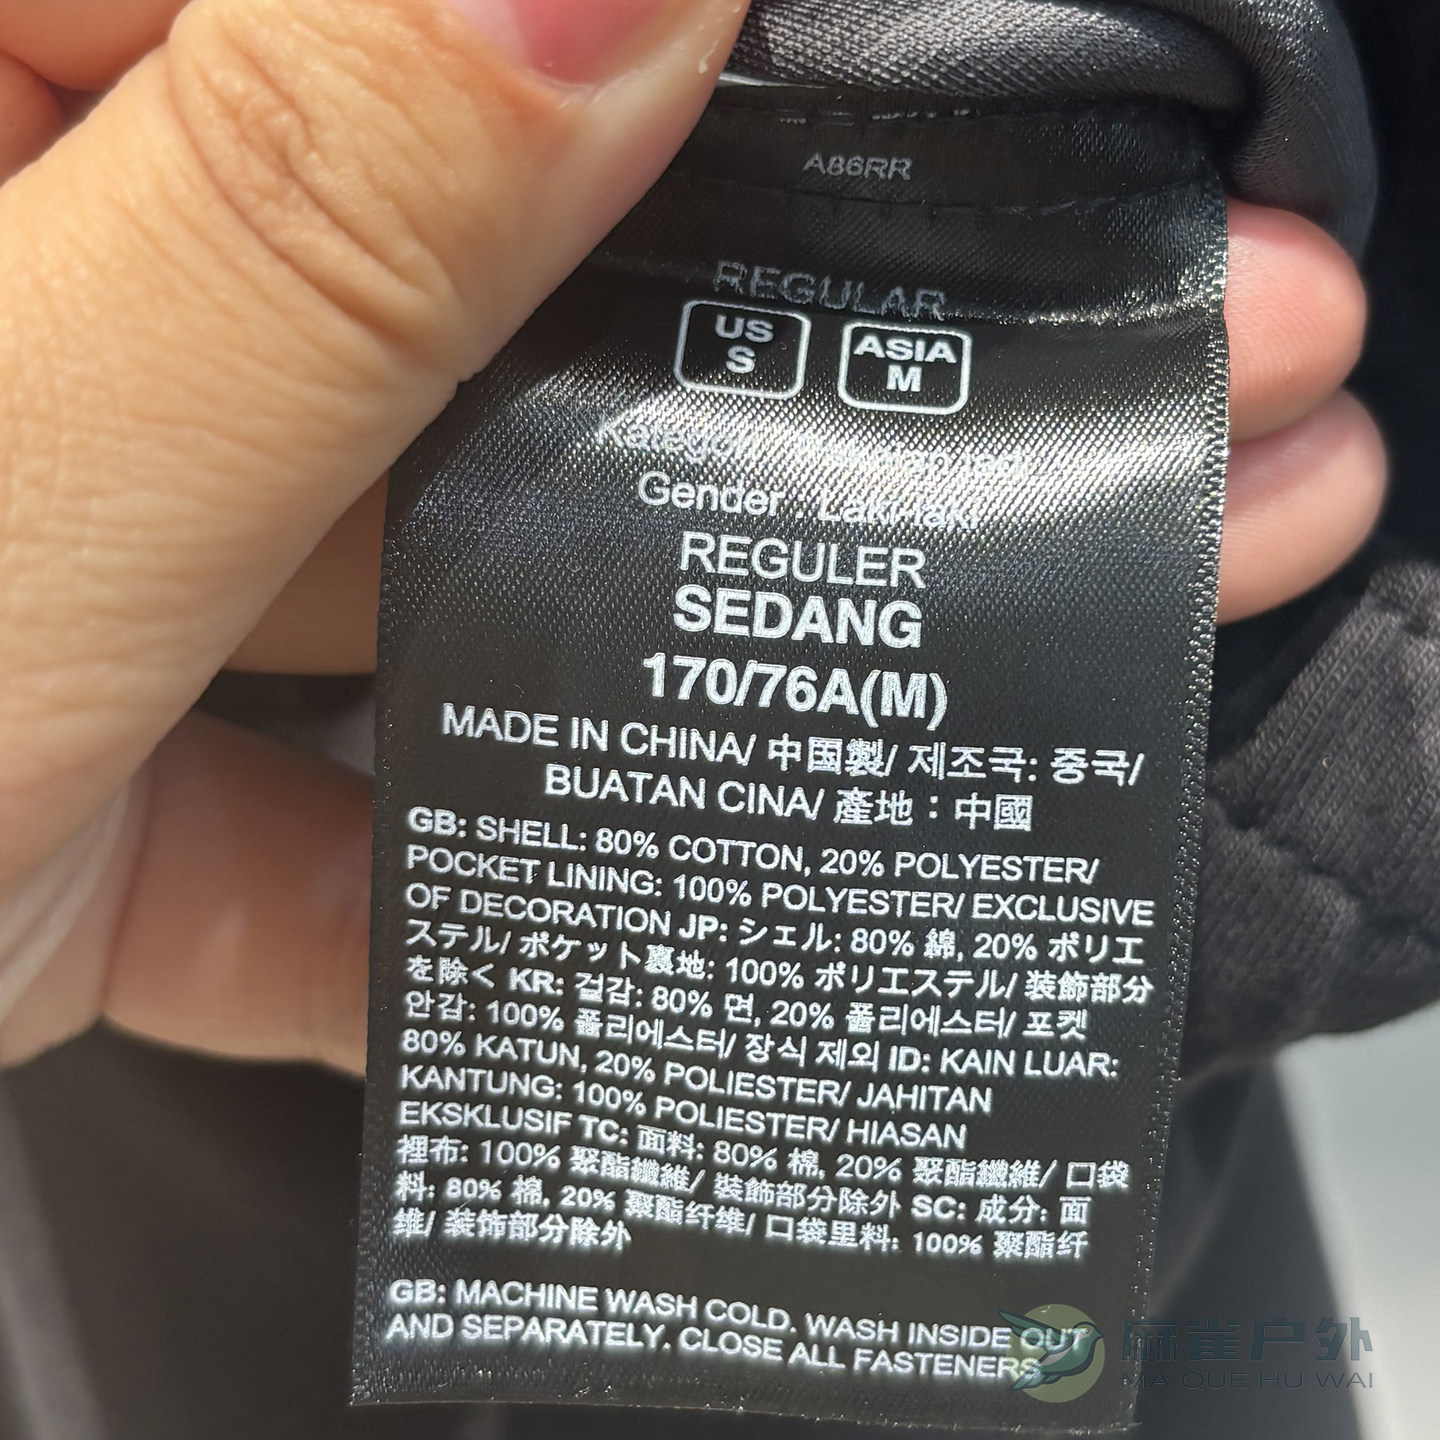 A86RR
REGULAR
US
S
ASIA
M
Gender : Laki-laki
REGULER
SEDANG
170/76A(M)
MADE IN CHINA/ 中国製/ 제조국: 중국/
BUATAN CINA/ 產地：中國
GB: SHELL: 80% COTTON, 20% POLYESTER/
POCKET LINING: 100% POLYESTER/ EXCLUSIVE
OF DECORATION JP: シェル: 80% 綿, 20% ポリエ
ステル/ ポケット裏地: 100% ポリエステル/ 装飾部分
を除く KR: 겉감: 80% 면, 20% 폴리에스터/ 포켓
안감: 100% 폴리에스터/ 장식 제외 ID: KAIN LUAR:
80% KATUN, 20% POLIESTER/ JAHITAN
KANTUNG: 100% POLIESTER/ HIASAN
EKSKLUSIF TC: 面料: 80% 棉, 20% 聚酯纖維/ 口袋
裡布: 100% 聚酯纖維/ 裝飾部分除外 SC: 成分: 面
料: 80% 棉, 20% 聚酯纤维/ 口袋里料: 100% 聚酯纤
维/ 装饰部分除外
GB: MACHINE WASH COLD. WASH INSIDE OUT
AND SEPARATELY. CLOSE ALL FASTENERS
麻雀户外
MA QUE HU WAI